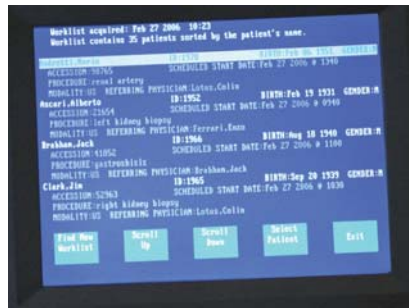 Worklist acquired: Feb 27 2006 10:23
Worklist contains 35 patients sorted by the patient's name.
Andretti,Mario ID:1978 BIRTH:Feb 06 1951 GENDER:M
ACCESSION:98765 SCHEDULED START DATE:Feb 27 2006 @ 1340
PROCEDURE:renal artery
MODALITY:US REFERRING PHYSICIAN:Lotus,Colin
Ascari,Alberto ID:1952 BIRTH:Feb 19 1931 GENDER:M
ACCESSION:21654 SCHEDULED START DATE:Feb 27 2006 @ 0940
PROCEDURE:left kidney biopsy
MODALITY:US REFERRING PHYSICIAN:Ferrari,Enzo
Brabham,Jack ID:1966 BIRTH:Aug 18 1940 GENDER:M
ACCESSION:41052 SCHEDULED START DATE:Feb 27 2006 @ 1100
PROCEDURE:gastroshisis
MODALITY:US REFERRING PHYSICIAN:Brabham,Jack
Clark,Jim ID:1965 BIRTH:Sep 20 1939 GENDER:M
ACCESSION:52963 SCHEDULED START DATE:Feb 27 2006 @ 1030
PROCEDURE:right kidney biopsy
MODALITY:US REFERRING PHYSICIAN:Lotus,Colin
Find New Worklist
Scroll Up
Scroll Down
Select Patient
Exit